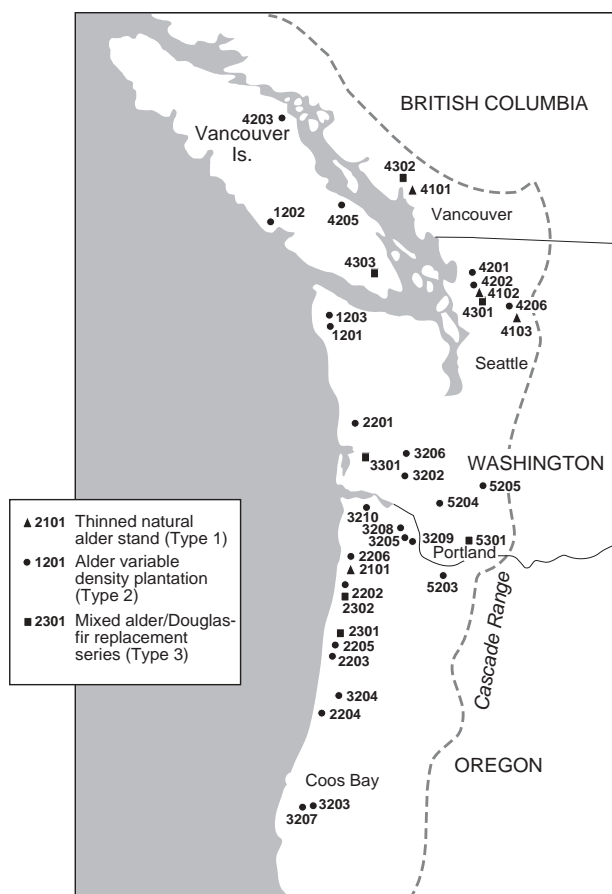 BRITISH COLUMBIA
4203
Vancouver
Is.
4302
4101
1202
4205
Vancouver
4303
4201
4202
4102
4206
4301
4103
1203
1201
Seattle
2201
3206
3301
3202
WASHINGTON
5205
5204
3210
3208
3205
3209
5301
Portland
2206
2101
5203
2202
2302
2301
2205
2203
Cascade Range
3204
2204
OREGON
Coos Bay
3203
3207
2101 Thinned natural
alder stand (Type 1)
1201 Alder variable
density plantation
(Type 2)
2301 Mixed alder/Douglas-
fir replacement
series (Type 3)